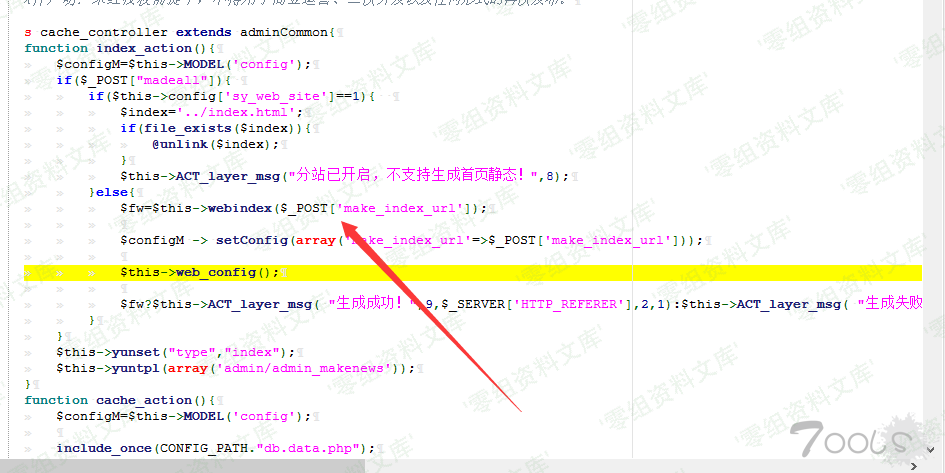 s cache_controller extends adminCommon{
function index_action(){
$configM=$this->MODEL('config');
if($_POST["madeall"]){
if($this->config['sy_web_site']==1){
$index='../index.html';
if(file_exists($index)){
@unlink($index);
}
$this->ACT_layer_msg("分站已开启，不支持生成首页静态！",8);
}else{
$fw=$this->webindex($_POST['make_index_url']);
$configM -> setConfig(array('make_index_url'=>$_POST['make_index_url']));
$this->web_config();
$fw?$this->ACT_layer_msg( "生成成功！",9,$_SERVER['HTTP_REFERER'],2,1):$this->ACT_layer_msg( "生成失败
}
}
$this->yunset("type","index");
$this->yuntpl(array('admin/admin_makenews'));
}
function cache_action(){
$configM=$this->MODEL('config');
include_once(CONFIG_PATH."db.data.php");
'零组资料文库'
7ools